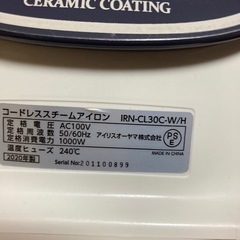 CERAMIC COATING
コードレススチームアイロン IRN-CL30C-W/H
定格電圧 AC100V
定格周波数 50/60Hz アイリスオーヤマ株式会社
定格消費電力 1000W
温度ヒューズ 240℃
2020年製 MADE IN CHINA
Serial No:201100899
PSE